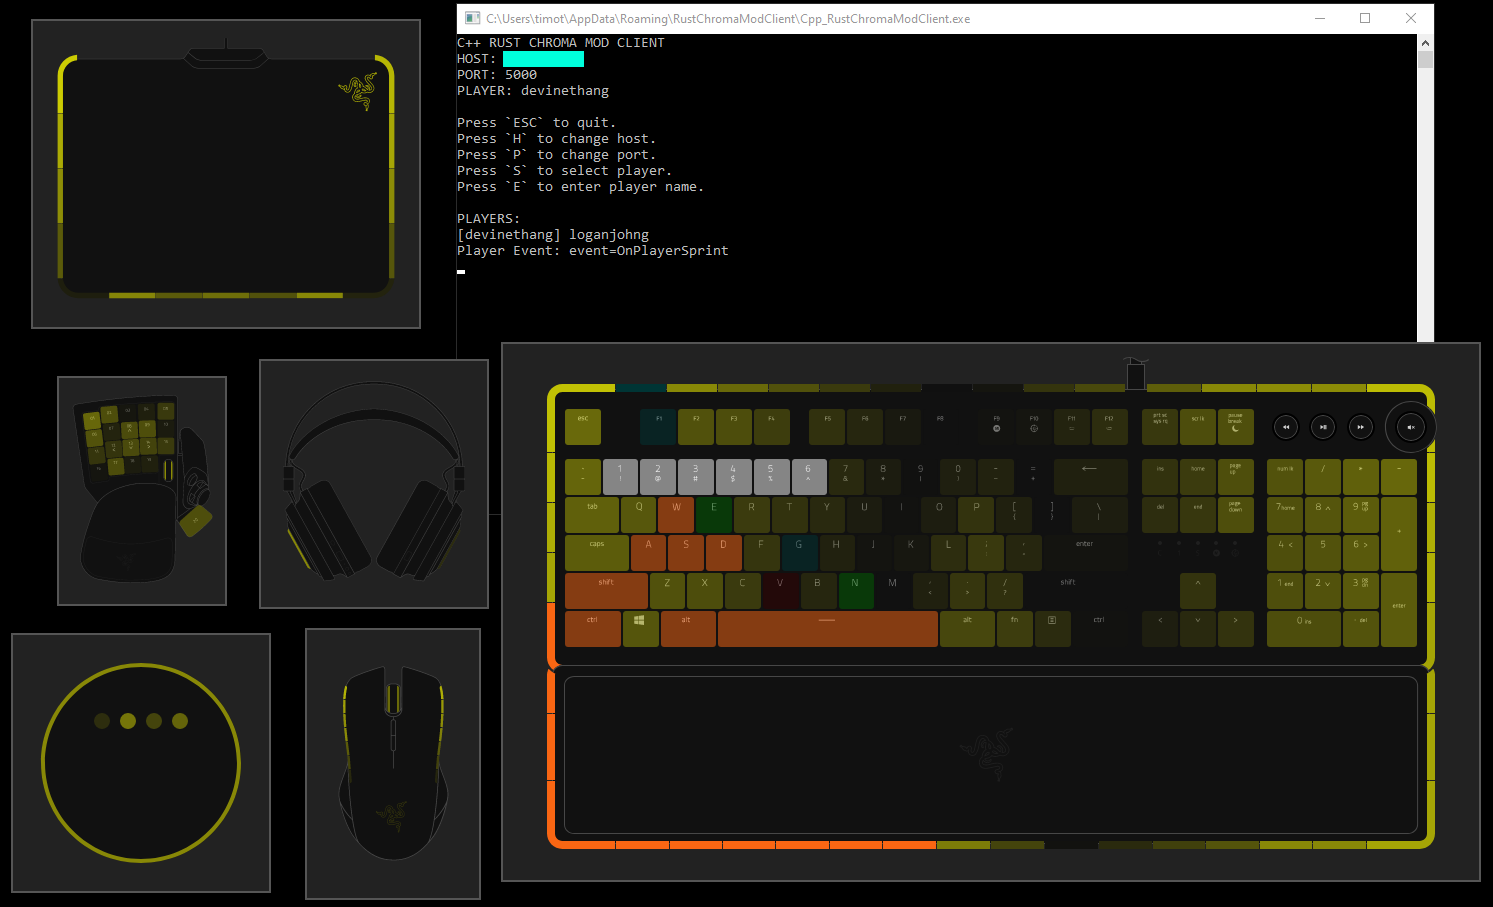 C:\Users\timot\AppData\Roaming\RustChromaModClient\Cpp_RustChromaModClient.exe
C++ RUST CHROMA MOD CLIENT
HOST:
PORT: 5000
PLAYER: devinethang
Press `ESC` to quit.
Press `H` to change host.
Press `P` to change port.
Press `S` to select player.
Press `E` to enter player name.
PLAYERS:
[devinethang] loganjohng
Player Event: event=OnPlayerSprint
esc F1 F2 F3 F4 F5 F6 F7 F8 F9 F10 F11 F12 prt sc sys rq scr lk pause break
1 2 3 4 5 6 7 8 9 0 - = ins home page up num lk / * -
! @ # $ % ^ & * ( ) _ +
tab Q W E R T Y U I O P [ ] \ del end page down 7 home 8 9 pg up +
{ } |
caps A S D F G H J K L ; ' enter 4 < 5 6 >
shift Z X C V B N M , . / shift 1 end 2 3 pg dn enter
< > ?
ctrl alt alt fn ctrl 0 ins . del